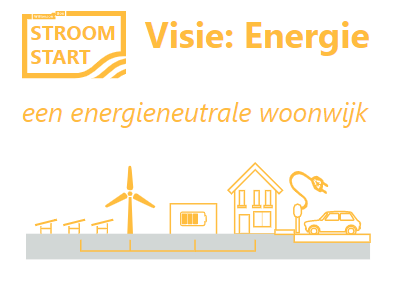 STROOM
START
Visie: Energie
een energieneutrale woonwijk